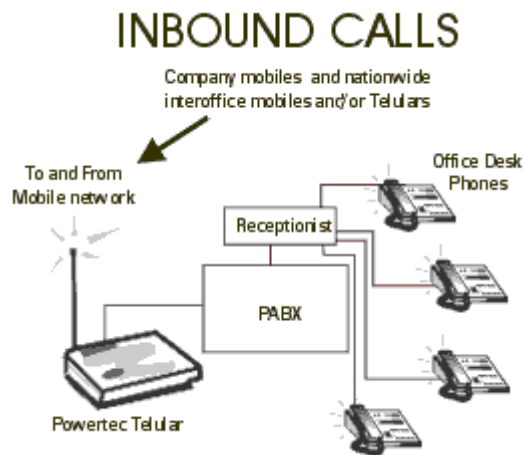 INBOUND CALLS
Company mobiles and nationwide
interoffice mobiles and/or Telulars
To and From
Mobile network
Office Desk
Phones
Receptionist
PABX
Powertec Telular